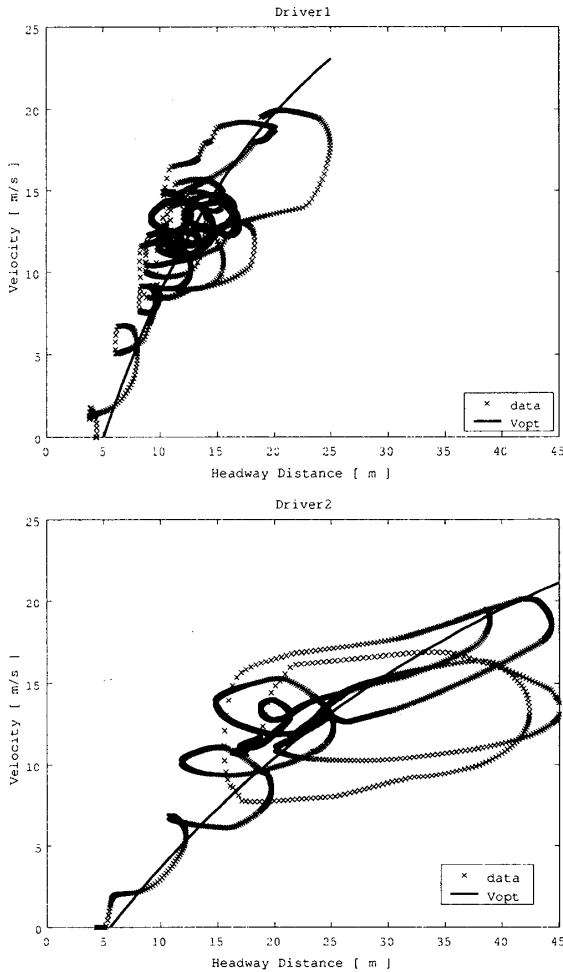 Driver1
25
20
15
10
5
0
Velocity [ m/s ]
data
Vopt
0 5 10 15 20 25 30 35 40 45
Headway Distance [ m ]
Driver2
25
20
15
10
5
0
Velocity [ m/s ]
data
Vopt
0 5 10 15 20 25 30 35 40 45
Headway Distance [ m ]